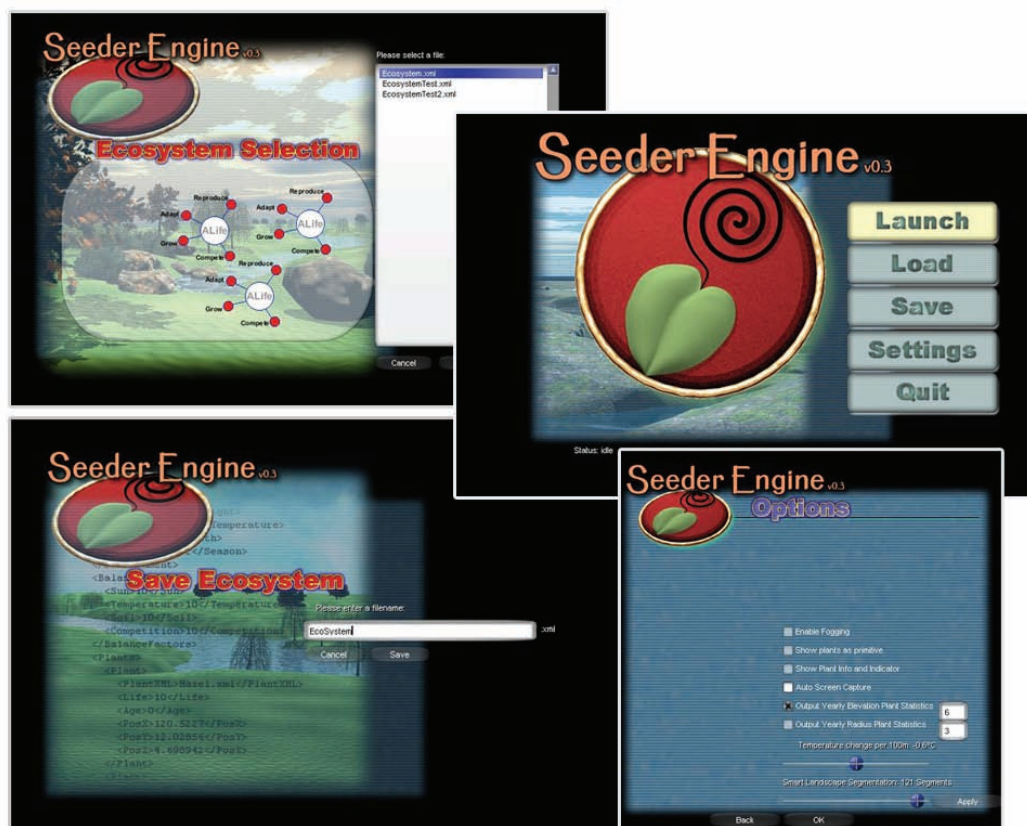 Seeder Engine v0.3
Please select a file:
Ecosystem.xml
EcosystemTest.xml
EcosystemTest2.xml
Ecosystem Selection
Reproduce
Adapt
ALife
Grow
Compete
Reproduce
Adapt
ALife
Grow
Compete
Reproduce
Adapt
ALife
Grow
Compete
Cancel
Seeder Engine v0.3
Launch
Load
Save
Settings
Quit
Status: idle
Seeder Engine v0.3
Temperature>
</Season>
Save Ecosystem
<Temperature>10</Temperature>
<Soil>10</Soil>
<Competition>10</Competition>
</BalanceFactors>
<Plants>
<Plant>
<PlantXML>Hazel.xml</PlantXML>
<Life>10</Life>
<Age>0</Age>
<PosX>120.5227</PosX>
<PosY>12.02856</PosY>
<PosZ>4.698942</PosZ>
</Plant>
Please enter a filename:
EcoSystem .xml
Cancel Save
Seeder Engine v0.3
Options
Enable Fogging
Show plants as primitive
Show Plant Info and Indicator
Auto Screen Capture
Output Yearly Elevation Plant Statistics 6
Output Yearly Radius Plant Statistics 3
Temperature change per 100m: -0,6°C
Smart Landscape Segmentation: 121 Segments
Apply
Back OK